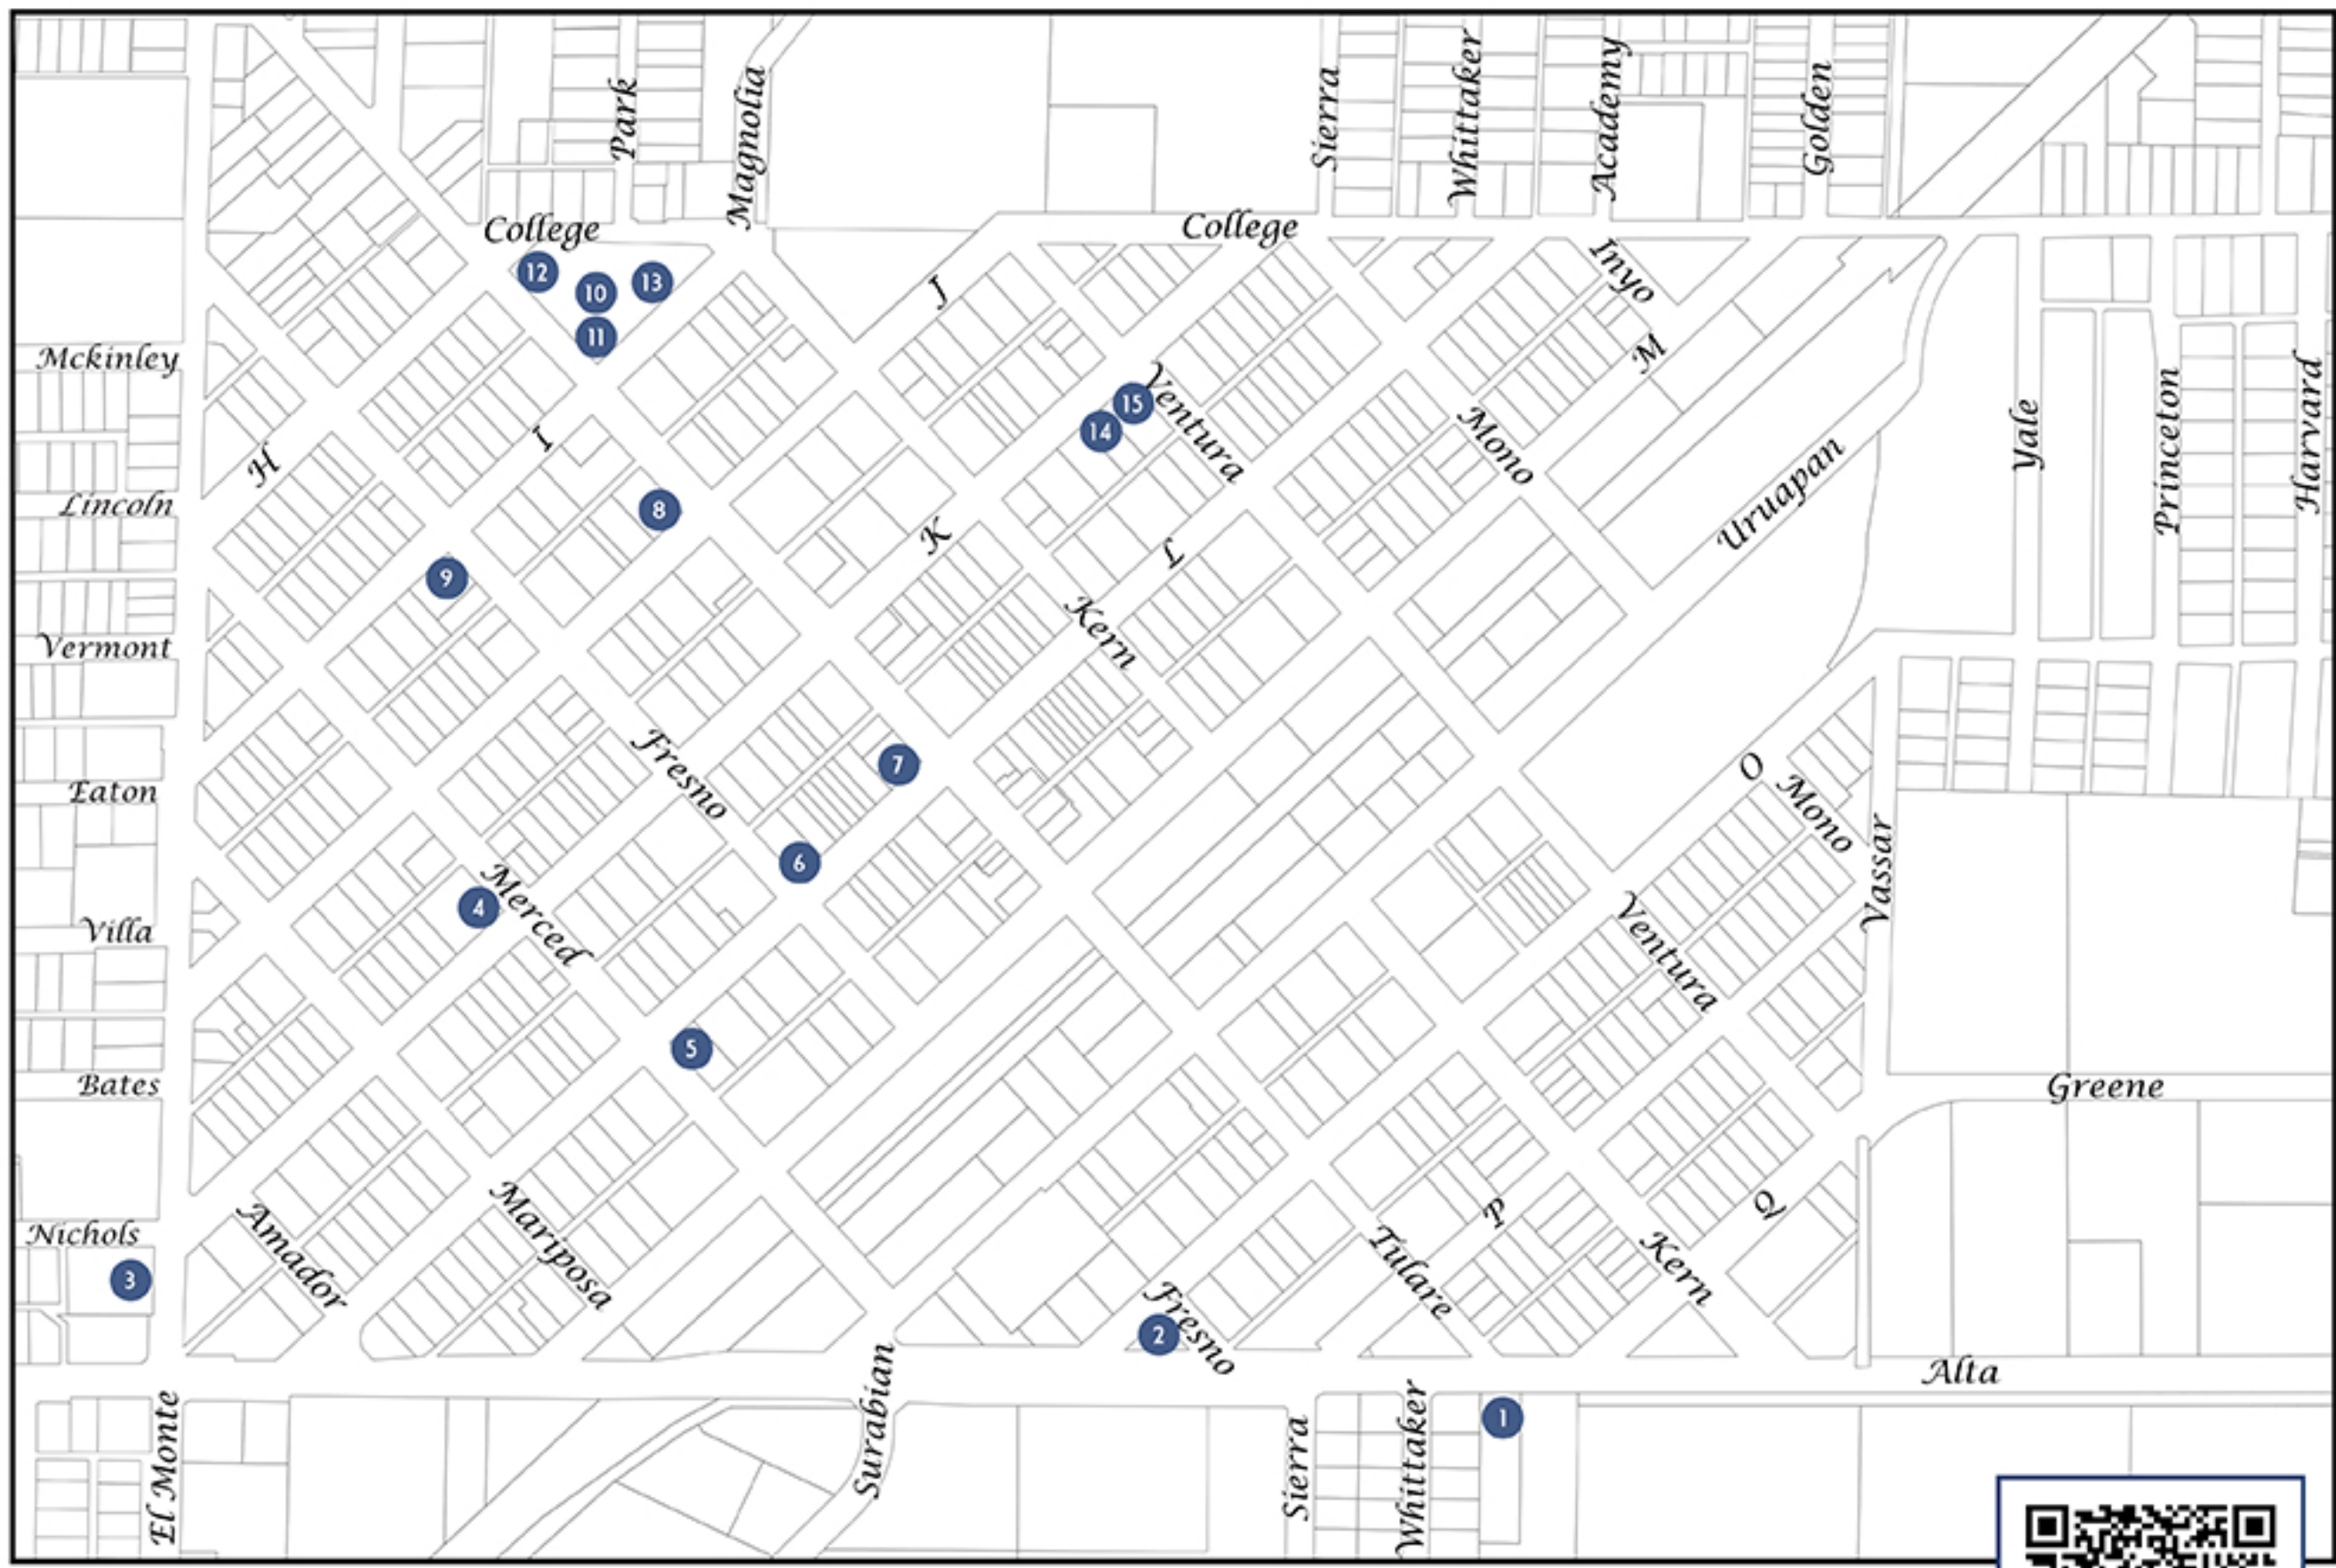 Park
Magnolia
Sierra
Whittaker
Academy
Golden
College
College
12
10
13
11
J
Inyo
M
Mckinley
H
I
15
14
Ventura
Mono
Yale
Princeton
Harvard
Lincoln
8
K
L
Uruapan
9
Kern
Vermont
Fresno
7
O
Mono
Eaton
6
Vassar
4
Merced
Ventura
Villa
5
Bates
Greene
Nichols
3
Amador
Mariposa
P
Q
Tulare
Kern
Fresno
2
Alta
El Monte
Surabian
Sierra
Whittaker
1